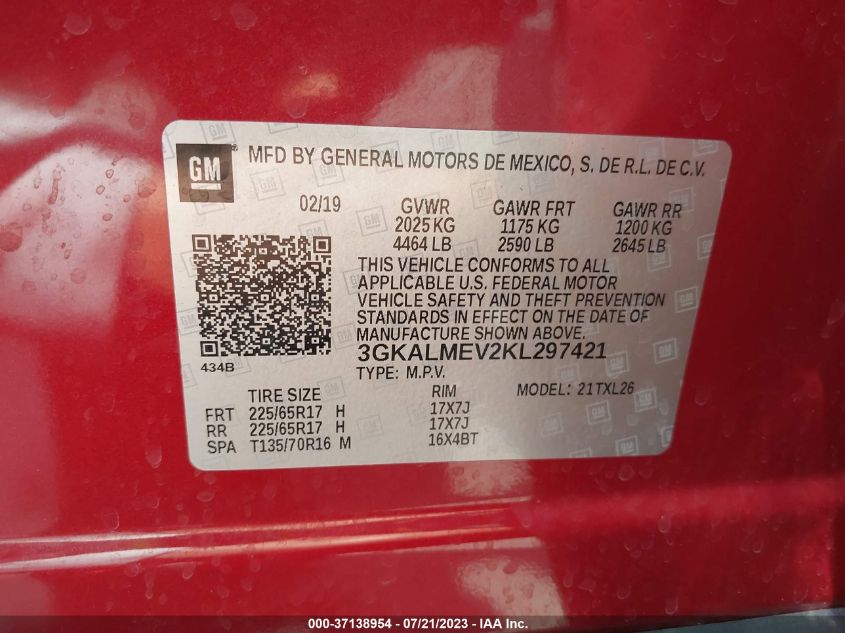 GM ® MFD BY GENERAL MOTORS DE MEXICO, S. DE R.L. DE C.V.
02/19 GVWR GAWR FRT GAWR RR
2025 KG 1175 KG 1200 KG
4464 LB 2590 LB 2645 LB
THIS VEHICLE CONFORMS TO ALL
APPLICABLE U.S. FEDERAL MOTOR
VEHICLE SAFETY AND THEFT PREVENTION
STANDARDS IN EFFECT ON THE DATE OF
MANUFACTURE SHOWN ABOVE.
434B 3GKALMEV2KL297421
TYPE: M.P.V. MODEL: 21TXL26
TIRE SIZE RIM
FRT 225/65R17 H 17X7J
RR 225/65R17 H 17X7J
SPA T135/70R16 M 16X4BT
000-37138954 / 07/21/2023 - © IAA Inc.